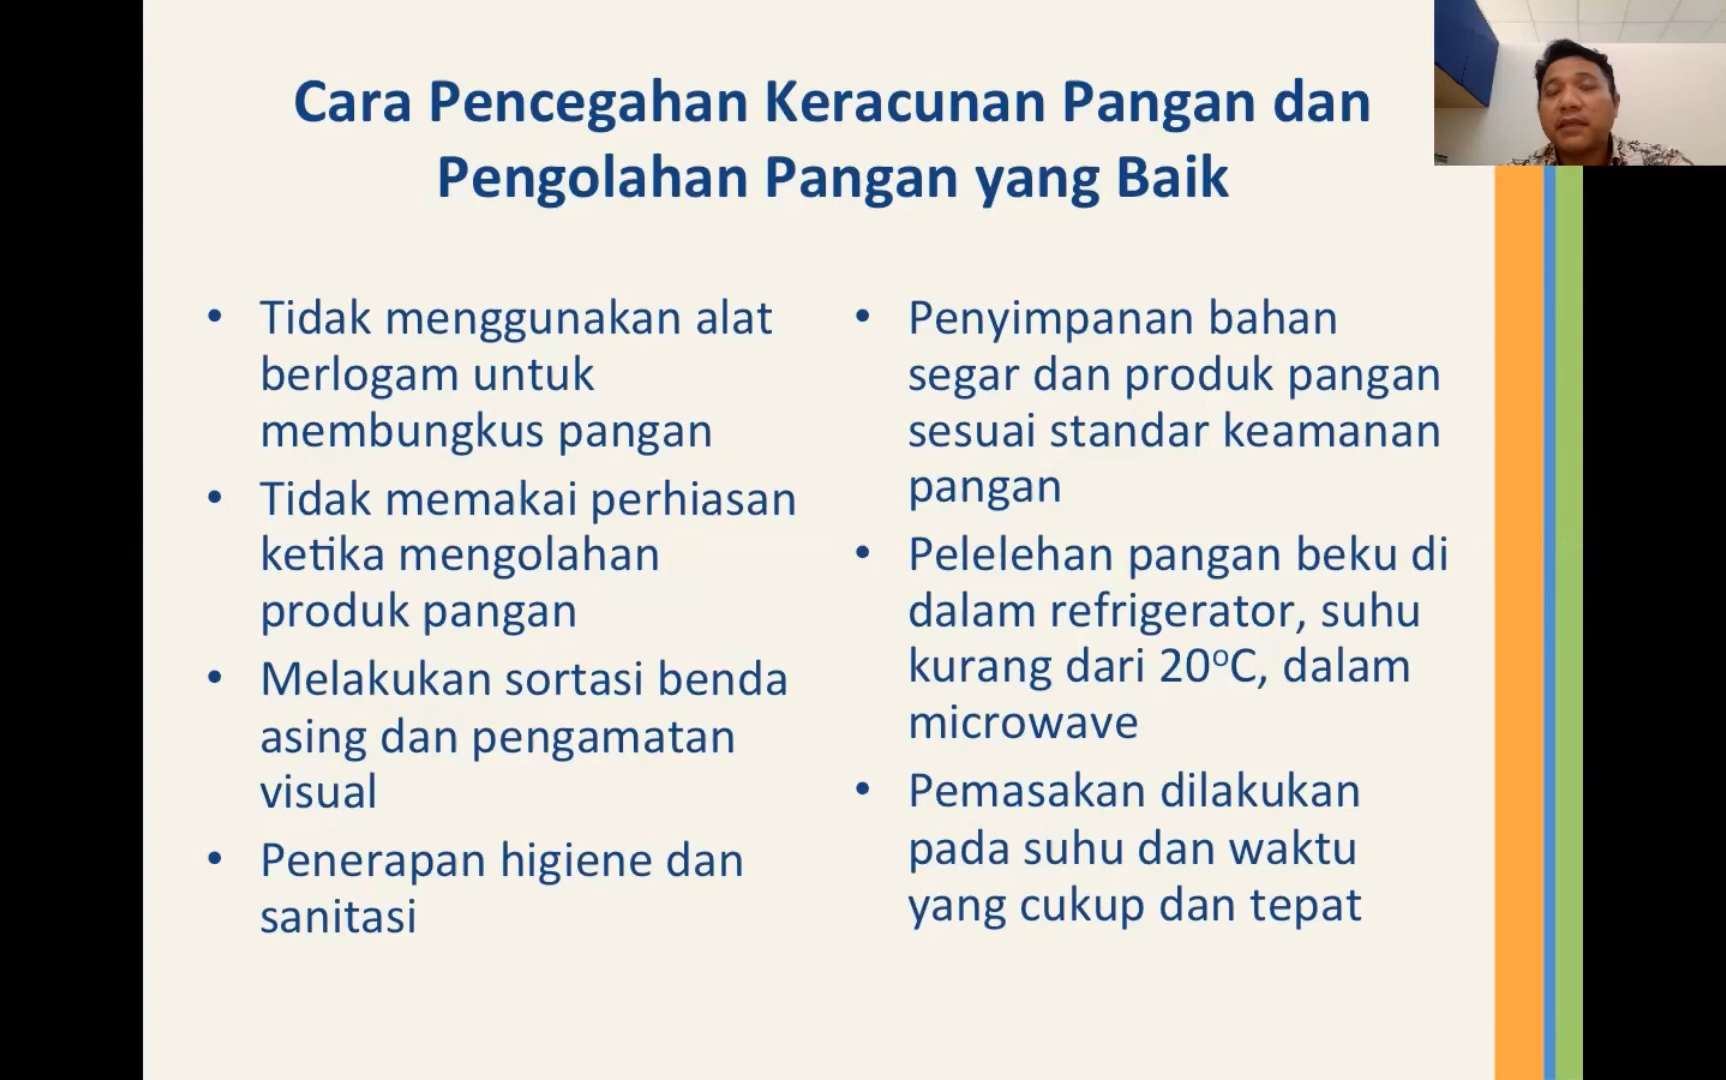 Cara Pencegahan Keracunan Pangan dan
Pengolahan Pangan yang Baik
• Tidak menggunakan alat
berlogam untuk
membungkus pangan
• Tidak memakai perhiasan
ketika mengolahan
produk pangan
• Melakukan sortasi benda
asing dan pengamatan
visual
• Penerapan higiene dan
sanitasi
• Penyimpanan bahan
segar dan produk pangan
sesuai standar keamanan
pangan
• Pelelehan pangan beku di
dalam refrigerator, suhu
kurang dari 20ºC, dalam
microwave
• Pemasakan dilakukan
pada suhu dan waktu
yang cukup dan tepat